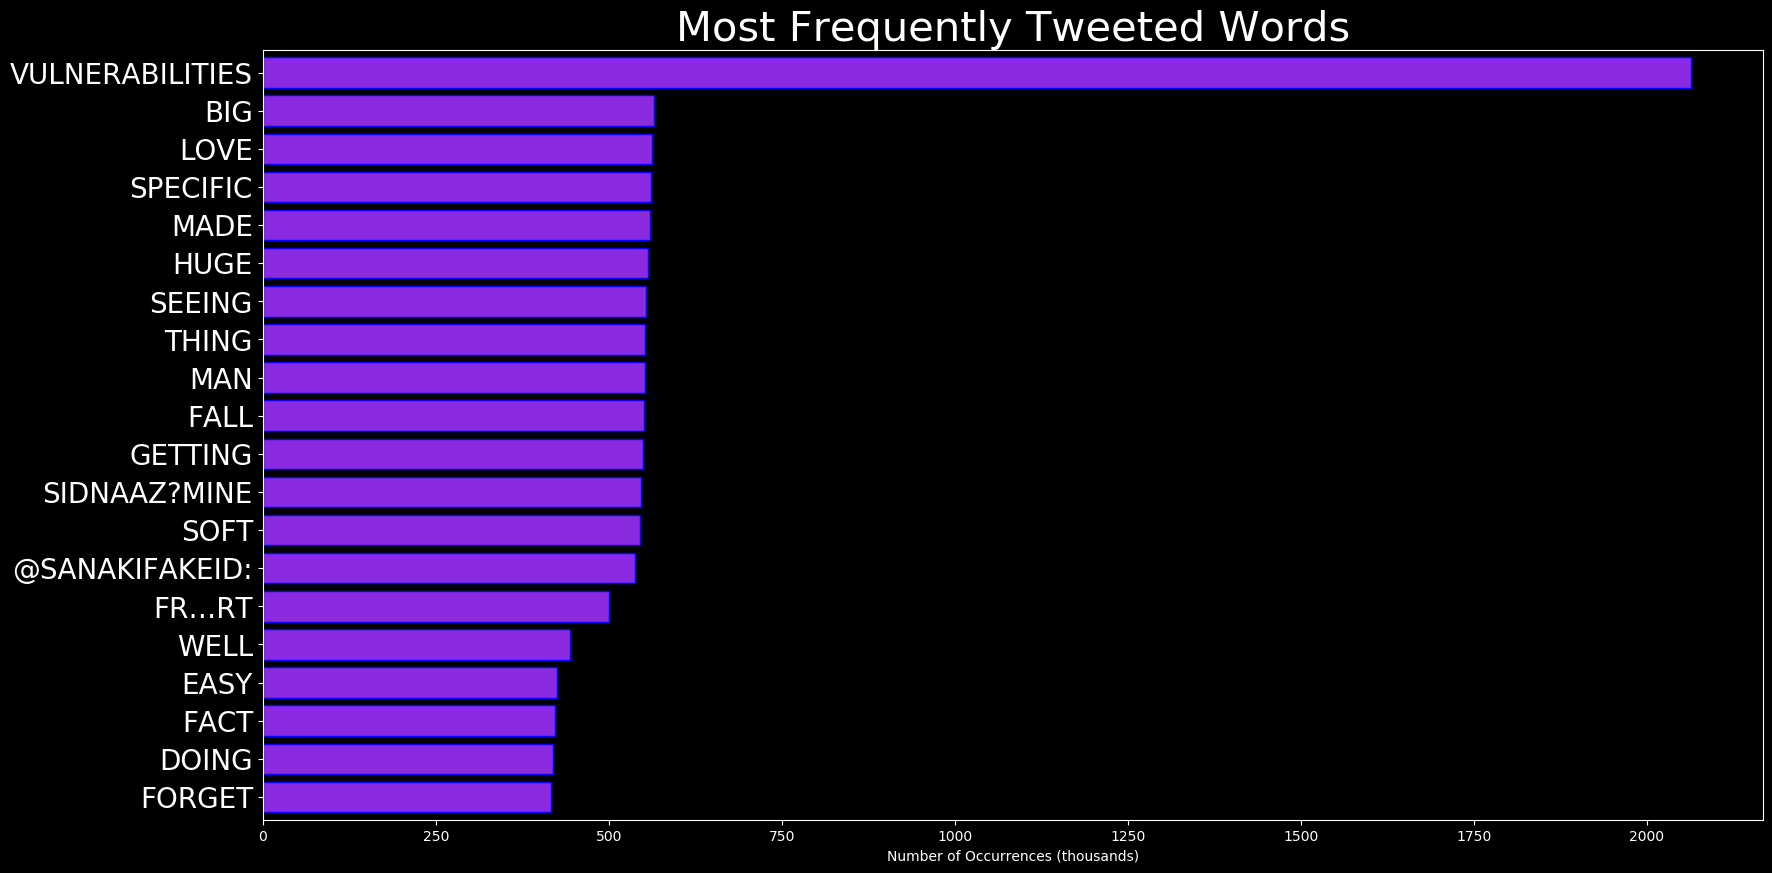 Most Frequently Tweeted Words
VULNERABILITIES
BIG
LOVE
SPECIFIC
MADE
HUGE
SEEING
THING
MAN
FALL
GETTING
SIDNAAZ?MINE
SOFT
@SANAKIFAKEID:
FR…RT
WELL
EASY
FACT
DOING
FORGET
0 250 500 750 1000 1250 1500 1750 2000
Number of Occurrences (thousands)